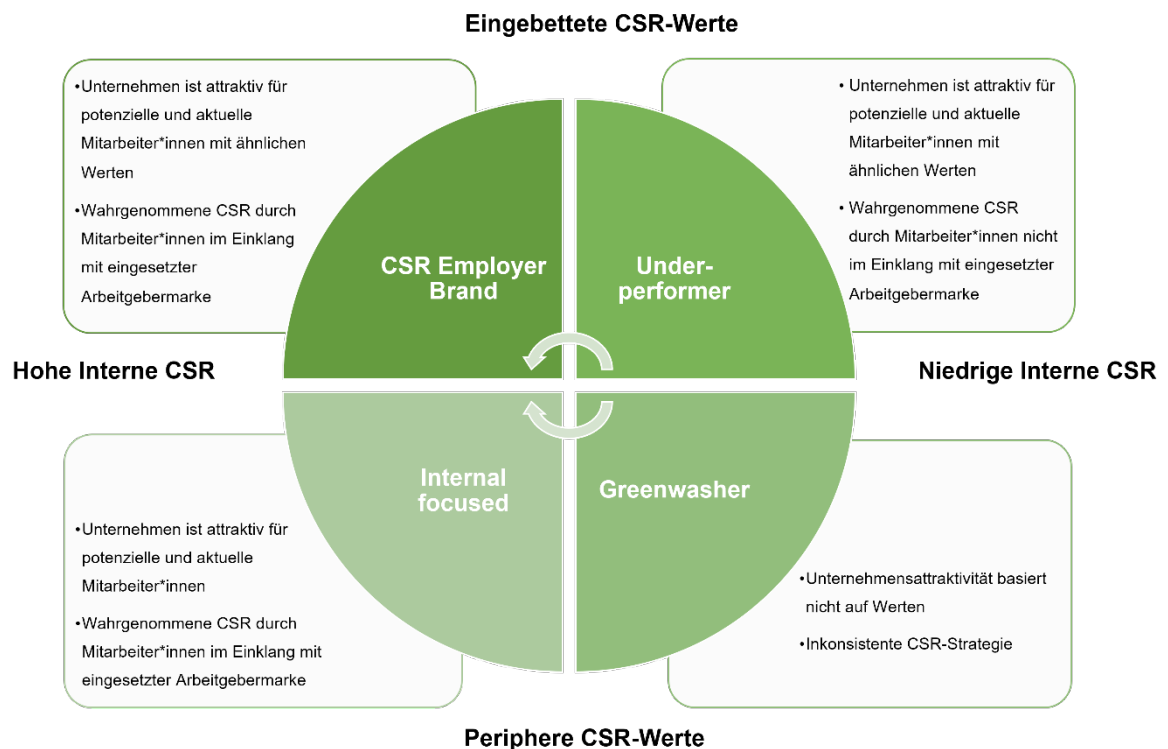 Eingebettete CSR-Werte
•Unternehmen ist attraktiv für
potenzielle und aktuelle
Mitarbeiter*innen mit ähnlichen
Werten
•Wahrgenommene CSR durch
Mitarbeiter*innen im Einklang
mit eingesetzter
Arbeitgebermarke
• Unternehmen ist attraktiv für
potenzielle und aktuelle
Mitarbeiter*innen mit
ähnlichen Werten
• Wahrgenommene CSR
durch Mitarbeiter*innen nicht
im Einklang mit eingesetzter
Arbeitgebermarke
CSR Employer
Brand
Under-
performer
Hohe Interne CSR
Niedrige Interne CSR
Internal
focused
Greenwasher
•Unternehmen ist attraktiv für
potenzielle und aktuelle
Mitarbeiter*innen
•Wahrgenommene CSR durch
Mitarbeiter*innen im Einklang mit
eingesetzter Arbeitgebermarke
•Unternehmensattraktivität basiert
nicht auf Werten
•Inkonsistente CSR-Strategie
Periphere CSR-Werte